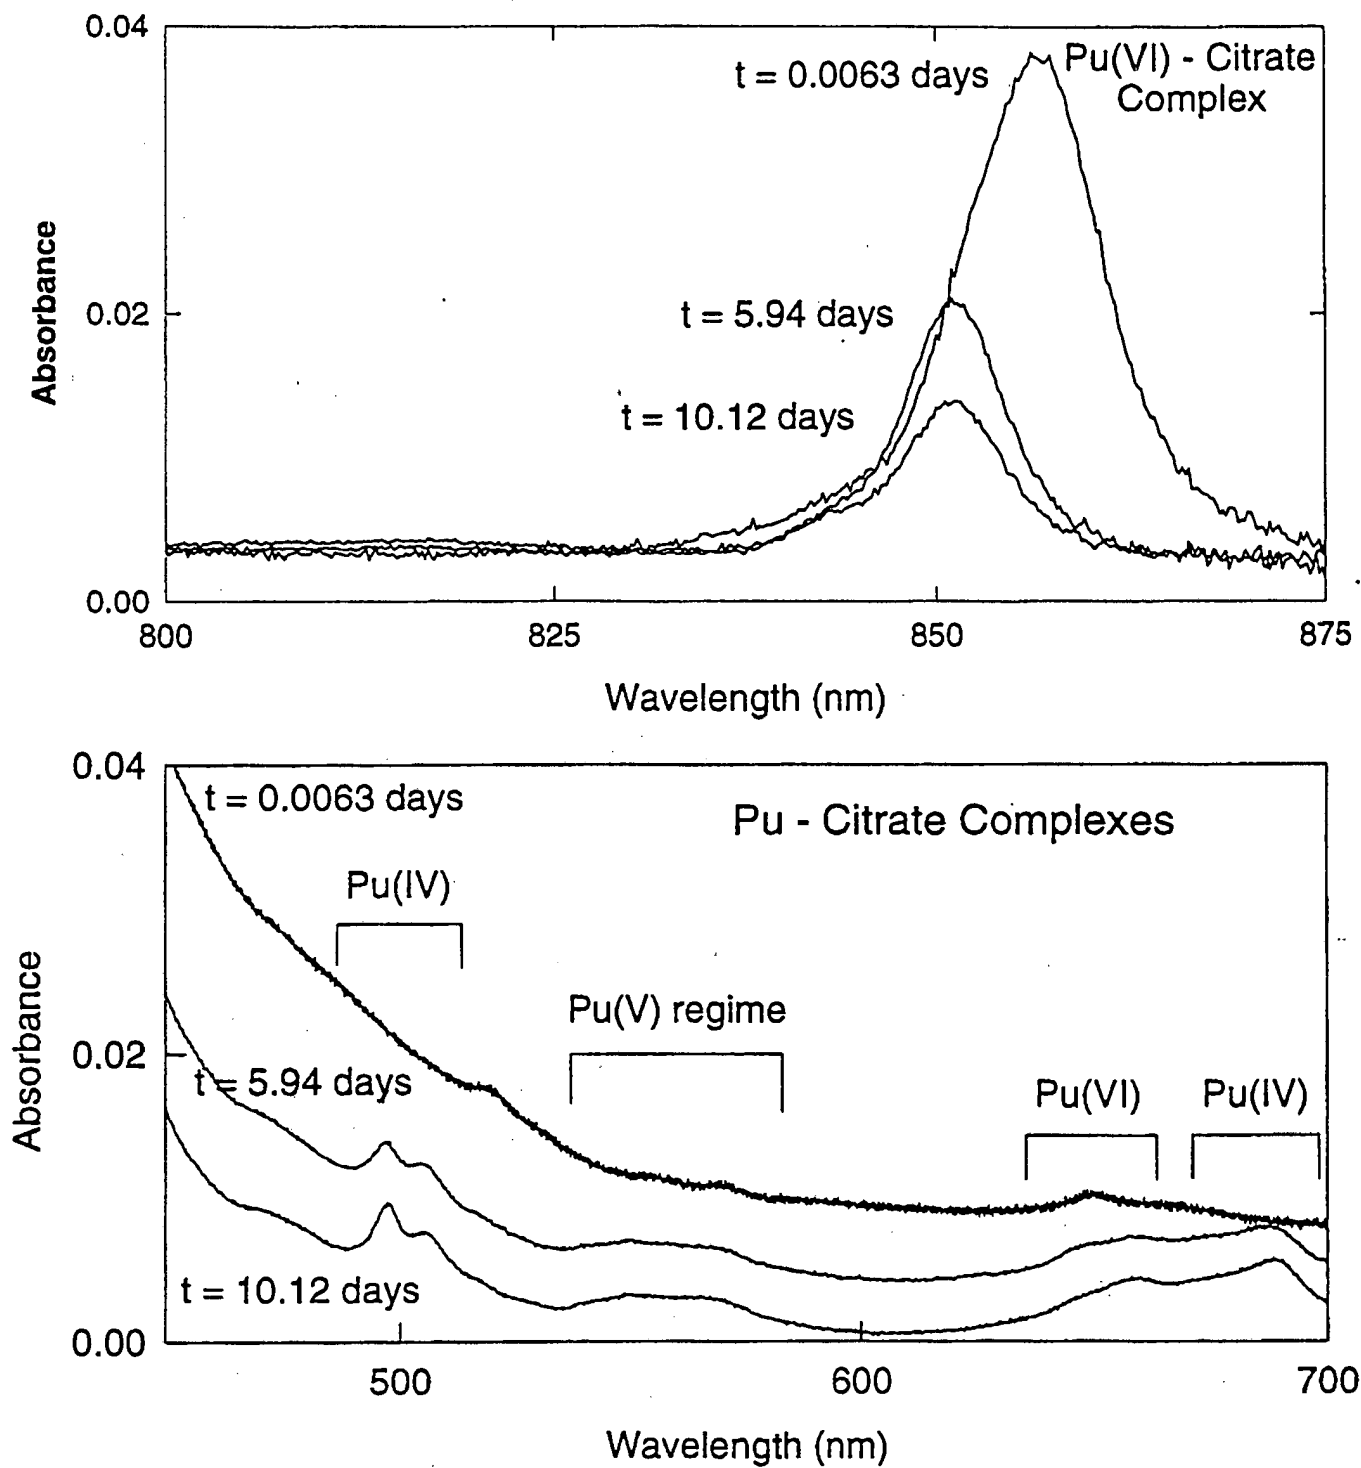 0.04
t = 0.0063 days
Pu(VI) - Citrate
Complex
Absorbance
0.02
t = 5.94 days
t = 10.12 days
0.00
800
825
850
875
Wavelength (nm)
0.04
t = 0.0063 days
Pu - Citrate Complexes
Pu(IV)
Pu(V) regime
Absorbance
0.02
t = 5.94 days
Pu(VI)
Pu(IV)
t = 10.12 days
0.00
500
600
700
Wavelength (nm)